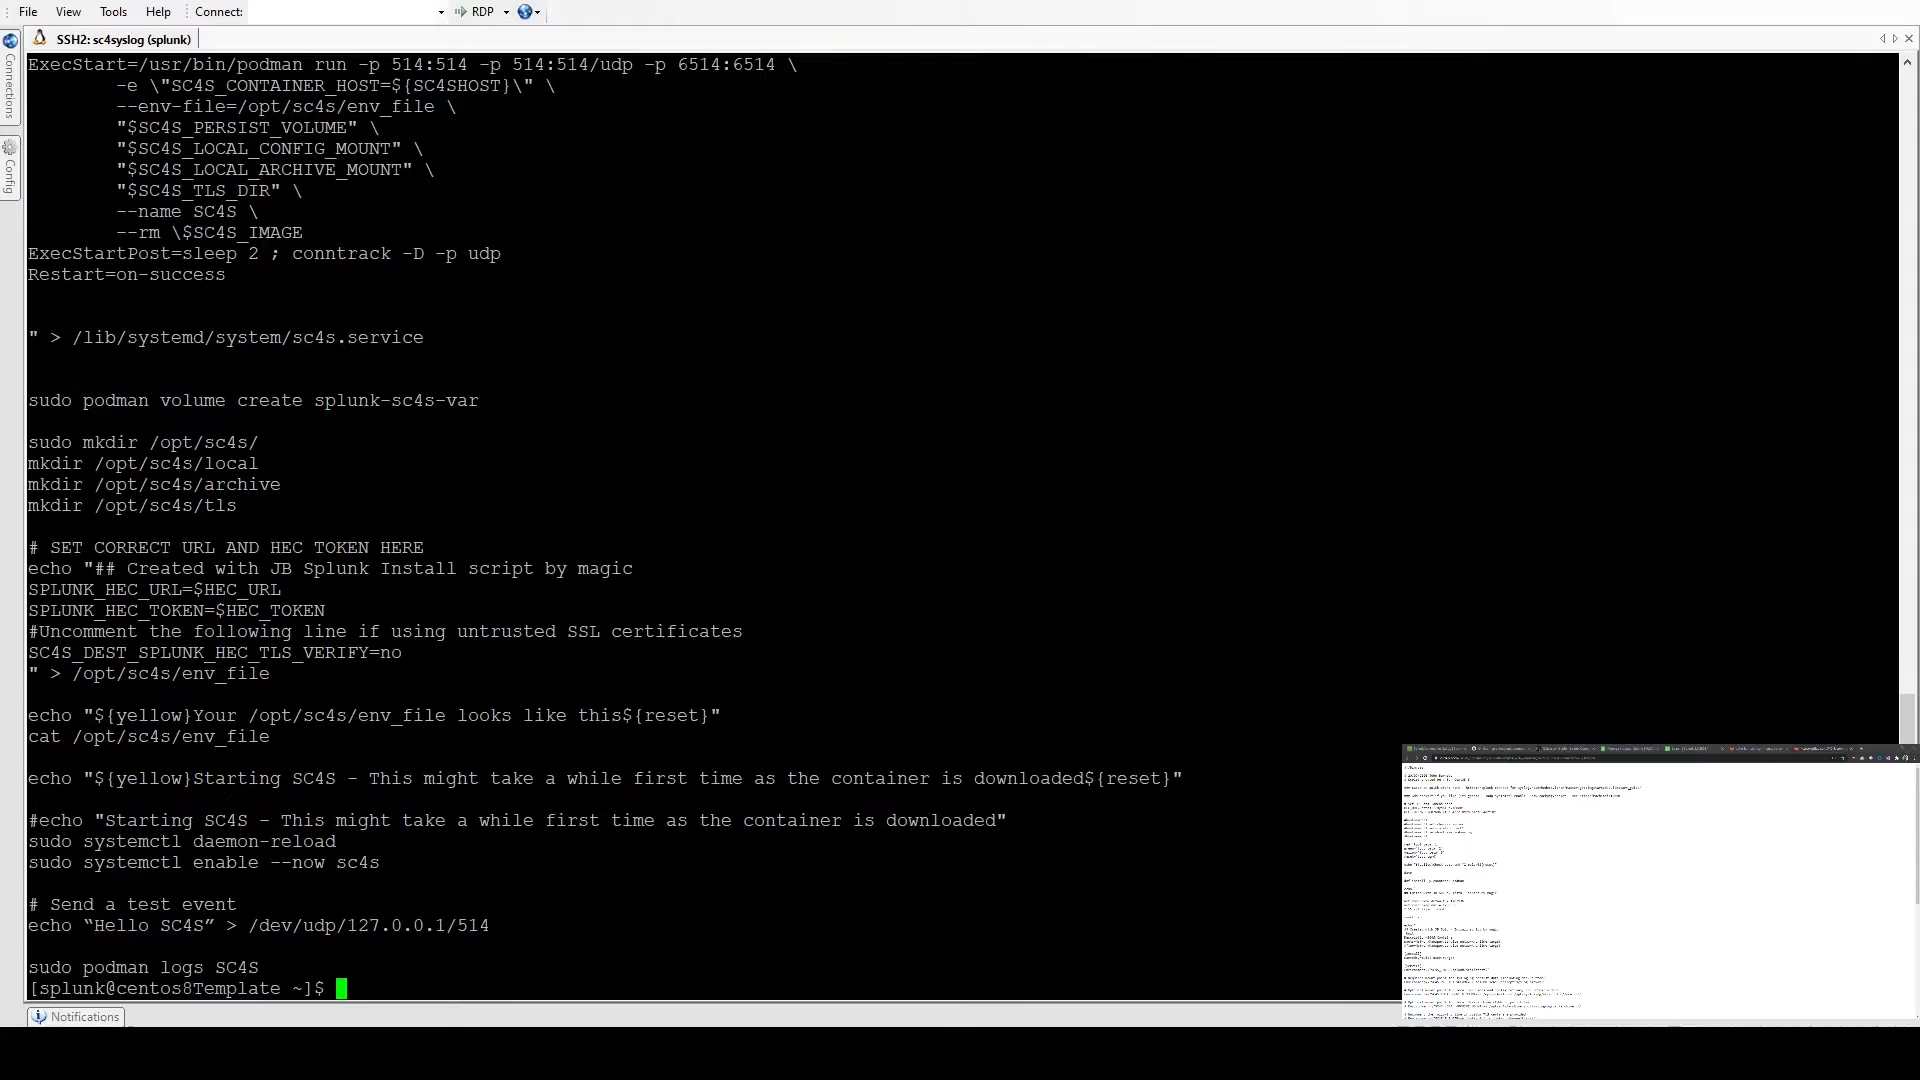 File View Tools Help Connect: RDP
SSH2: sc4syslog (splunk)
Connections
Config
ExecStart=/usr/bin/podman run -p 514:514 -p 514:514/udp -p 6514:6514 \
-e \"SC4S_CONTAINER_HOST=${SC4SHOST}\" \
--env-file=/opt/sc4s/env_file \
"$SC4S_PERSIST_VOLUME" \
"$SC4S_LOCAL_CONFIG_MOUNT" \
"$SC4S_LOCAL_ARCHIVE_MOUNT" \
"$SC4S_TLS_DIR" \
--name SC4S \
--rm \$SC4S_IMAGE
ExecStartPost=sleep 2 ; conntrack -D -p udp
Restart=on-success
" > /lib/systemd/system/sc4s.service
sudo podman volume create splunk-sc4s-var
sudo mkdir /opt/sc4s/
mkdir /opt/sc4s/local
mkdir /opt/sc4s/archive
mkdir /opt/sc4s/tls
# SET CORRECT URL AND HEC TOKEN HERE
echo "## Created with JB Splunk Install script by magic
SPLUNK_HEC_URL=$HEC_URL
SPLUNK_HEC_TOKEN=$HEC_TOKEN
#Uncomment the following line if using untrusted SSL certificates
SC4S_DEST_SPLUNK_HEC_TLS_VERIFY=no
" > /opt/sc4s/env_file
echo "${yellow}Your /opt/sc4s/env_file looks like this${reset}"
cat /opt/sc4s/env_file
echo "${yellow}Starting SC4S - This might take a while first time as the container is downloaded${reset}"
#echo "Starting SC4S - This might take a while first time as the container is downloaded"
sudo systemctl daemon-reload
sudo systemctl enable --now sc4s
# Send a test event
echo “Hello SC4S” > /dev/udp/127.0.0.1/514
sudo podman logs SC4S
[splunk@centos8Template ~]$
Notifications